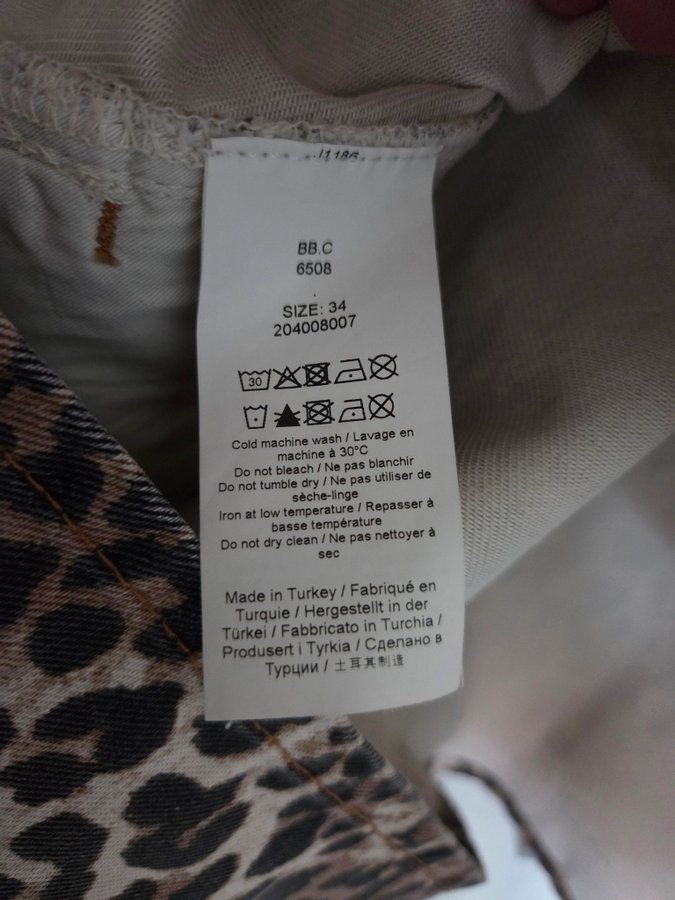 BB.C
6508
SIZE: 34
204008007
30
Cold machine wash / Lavage en
machine à 30°C
Do not bleach / Ne pas blanchir
Do not tumble dry / Ne pas utiliser de
sèche-linge
Iron at low temperature / Repasser à
basse température
Do not dry clean / Ne pas nettoyer à
sec
Made in Turkey / Fabriqué en
Turquie / Hergestellt in der
Türkei / Fabbricato in Turchia /
Produsert i Tyrkia / Сделано в
Турции / 土耳其制造